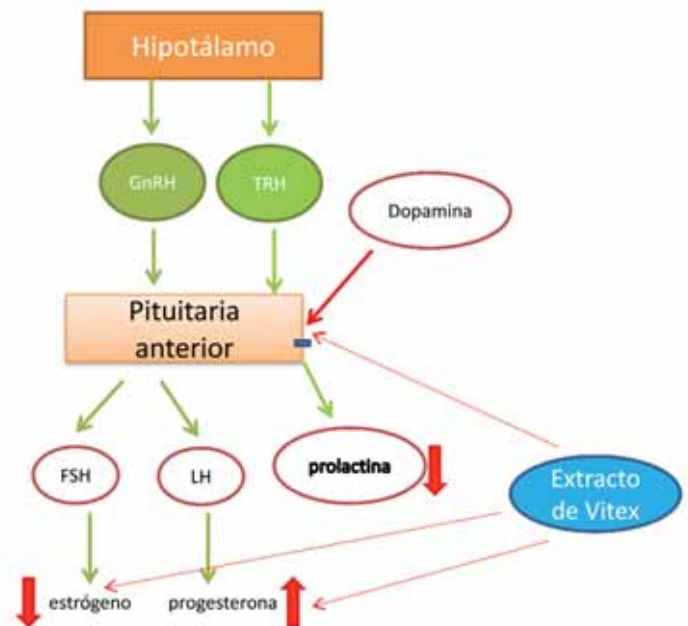 Hipotálamo
GnRH
TRH
Dopamina
Pituitaria
anterior
FSH
LH
prolactina
Extracto
de Vitex
estrógeno
progesterona